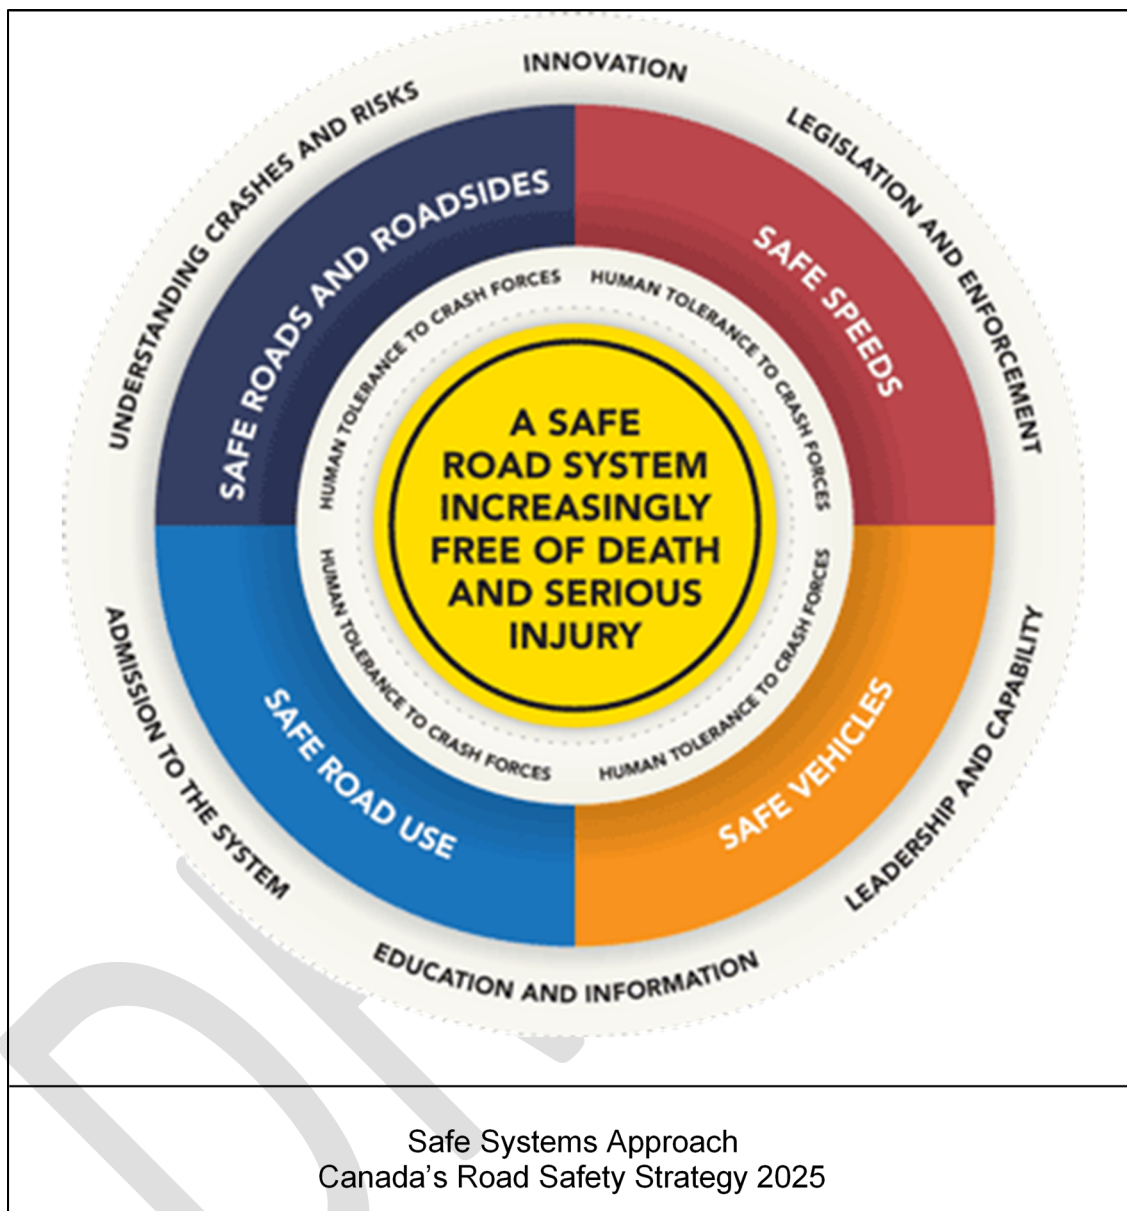 INNOVATION
LEGISLATION AND ENFORCEMENT
LEADERSHIP AND CAPABILITY
EDUCATION AND INFORMATION
ADMISSION TO THE SYSTEM
UNDERSTANDING CRASHES AND RISKS
SAFE ROADS AND ROADSIDES
SAFE SPEEDS
SAFE VEHICLES
SAFE ROAD USE
HUMAN TOLERANCE TO CRASH FORCES
HUMAN TOLERANCE TO CRASH FORCES
HUMAN TOLERANCE TO CRASH FORCES
HUMAN TOLERANCE TO CRASH FORCES
A SAFE
ROAD SYSTEM
INCREASINGLY
FREE OF DEATH
AND SERIOUS
INJURY
Safe Systems Approach
Canada's Road Safety Strategy 2025